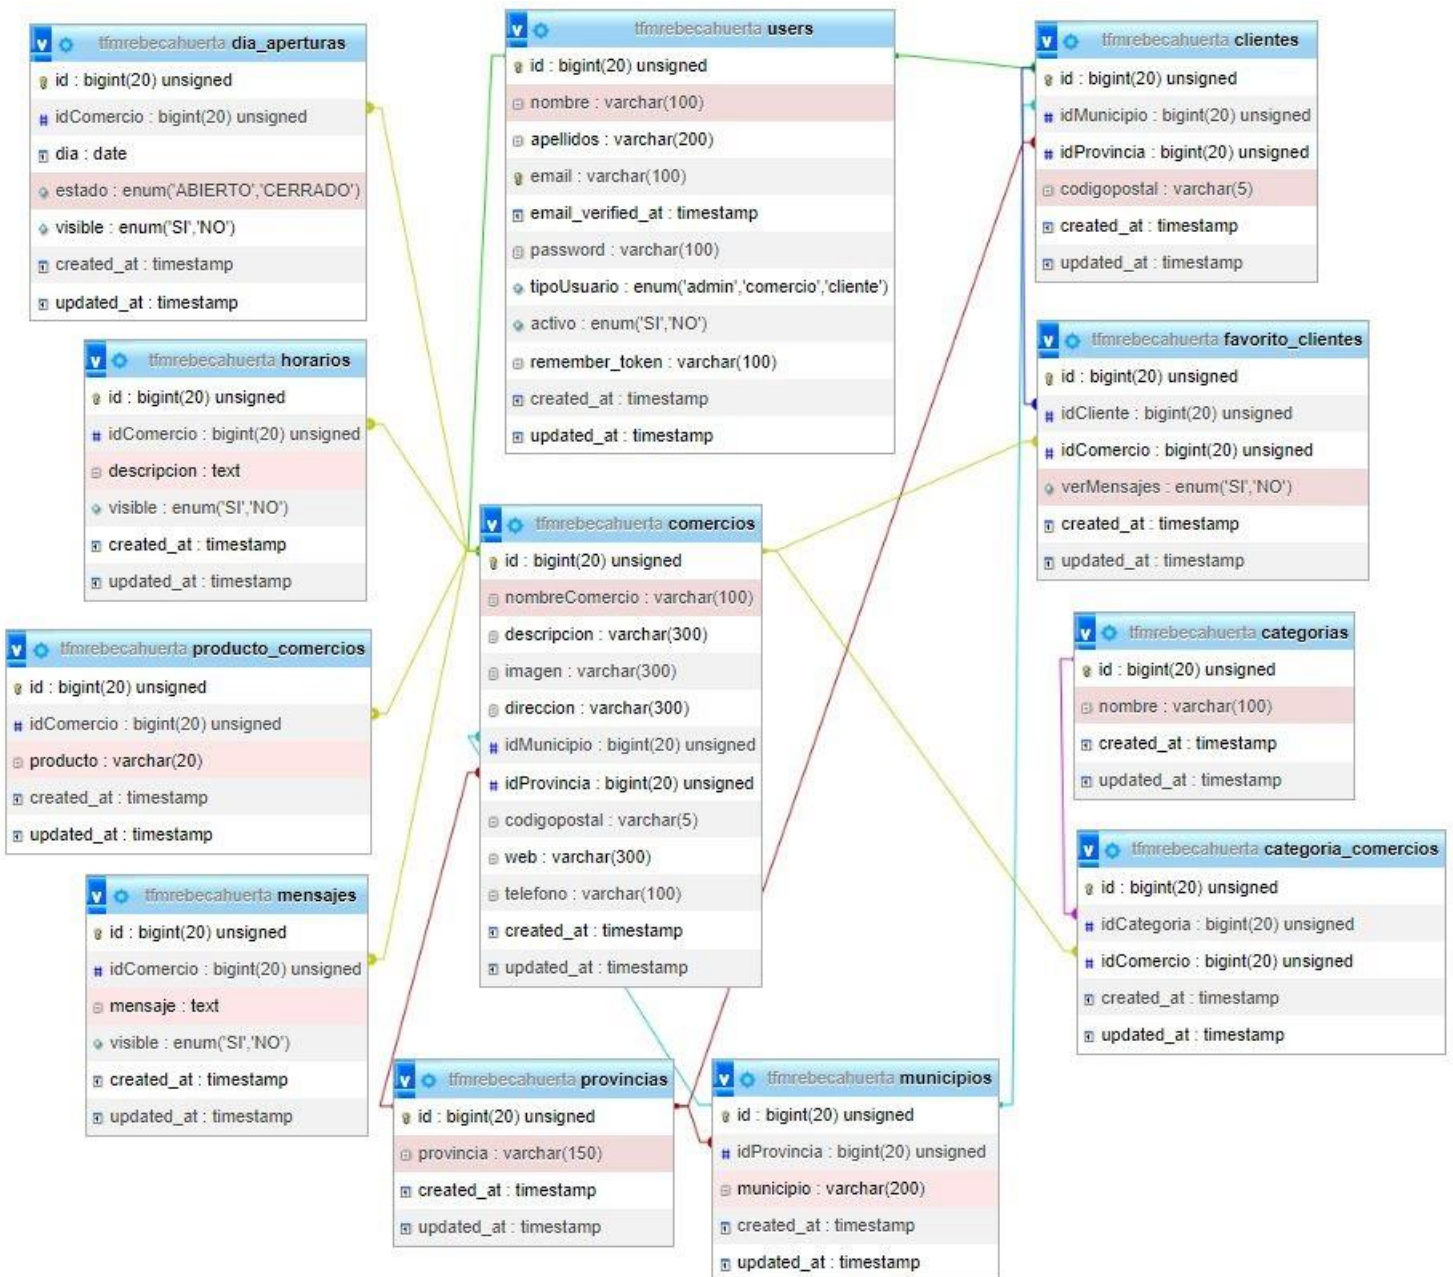 tfmrebecahuerta dia_aperturas
id : bigint(20) unsigned
idComercio : bigint(20) unsigned
dia : date
estado : enum('ABIERTO','CERRADO')
visible : enum('SI','NO')
created_at : timestamp
updated_at : timestamp
tfmrebecahuerta horarios
id : bigint(20) unsigned
idComercio : bigint(20) unsigned
descripcion : text
visible : enum('SI','NO')
created_at : timestamp
updated_at : timestamp
tfmrebecahuerta producto_comercios
id : bigint(20) unsigned
idComercio : bigint(20) unsigned
producto : varchar(20)
created_at : timestamp
updated_at : timestamp
tfmrebecahuerta mensajes
id : bigint(20) unsigned
idComercio : bigint(20) unsigned
mensaje : text
visible : enum('SI','NO')
created_at : timestamp
updated_at : timestamp
tfmrebecahuerta users
id : bigint(20) unsigned
nombre : varchar(100)
apellidos : varchar(200)
email : varchar(100)
email_verified_at : timestamp
password : varchar(100)
tipoUsuario : enum('admin','comercio','cliente')
activo : enum('SI','NO')
remember_token : varchar(100)
created_at : timestamp
updated_at : timestamp
tfmrebecahuerta comercios
id : bigint(20) unsigned
nombreComercio : varchar(100)
descripcion : varchar(300)
imagen : varchar(300)
direccion : varchar(300)
idMunicipio : bigint(20) unsigned
idProvincia : bigint(20) unsigned
codigopostal : varchar(5)
web : varchar(300)
telefono : varchar(100)
created_at : timestamp
updated_at : timestamp
tfmrebecahuerta provincias
id : bigint(20) unsigned
provincia : varchar(150)
created_at : timestamp
updated_at : timestamp
tfmrebecahuerta municipios
id : bigint(20) unsigned
idProvincia : bigint(20) unsigned
municipio : varchar(200)
created_at : timestamp
updated_at : timestamp
tfmrebecahuerta clientes
id : bigint(20) unsigned
idMunicipio : bigint(20) unsigned
idProvincia : bigint(20) unsigned
codigopostal : varchar(5)
created_at : timestamp
updated_at : timestamp
tfmrebecahuerta favorito_clientes
id : bigint(20) unsigned
idCliente : bigint(20) unsigned
idComercio : bigint(20) unsigned
verMensajes : enum('SI','NO')
created_at : timestamp
updated_at : timestamp
tfmrebecahuerta categorias
id : bigint(20) unsigned
nombre : varchar(100)
created_at : timestamp
updated_at : timestamp
tfmrebecahuerta categoria_comercios
id : bigint(20) unsigned
idCategoria : bigint(20) unsigned
idComercio : bigint(20) unsigned
created_at : timestamp
updated_at : timestamp